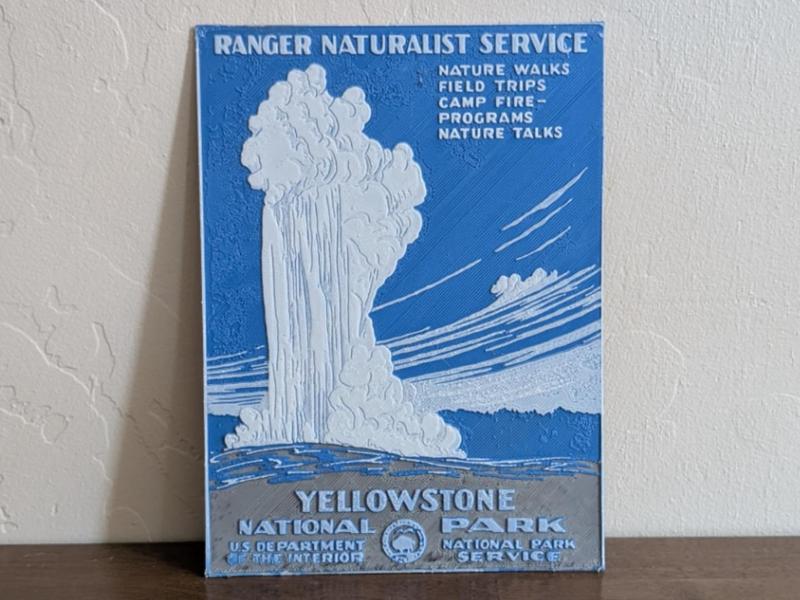 RANGER NATURALIST SERVICE
NATURE WALKS
FIELD TRIPS
CAMP FIRE-
PROGRAMS
NATURE TALKS
YELLOWSTONE
NATIONAL PARK
U.S DEPARTMENT
OF THE INTERIOR
NATIONAL PARK
SERVICE